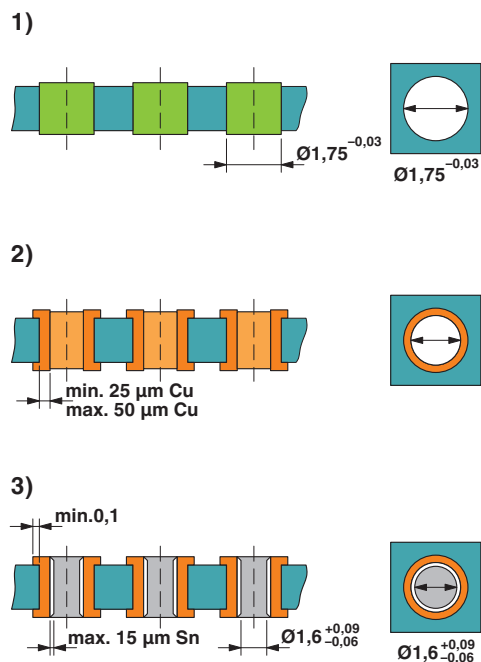 1)
Ø1,75 −0,03
Ø1,75 −0,03
2)
min. 25 µm Cu
max. 50 µm Cu
3)
min.0,1
max. 15 µm Sn
Ø1,6 +0,09 −0,06
Ø1,6 +0,09 −0,06